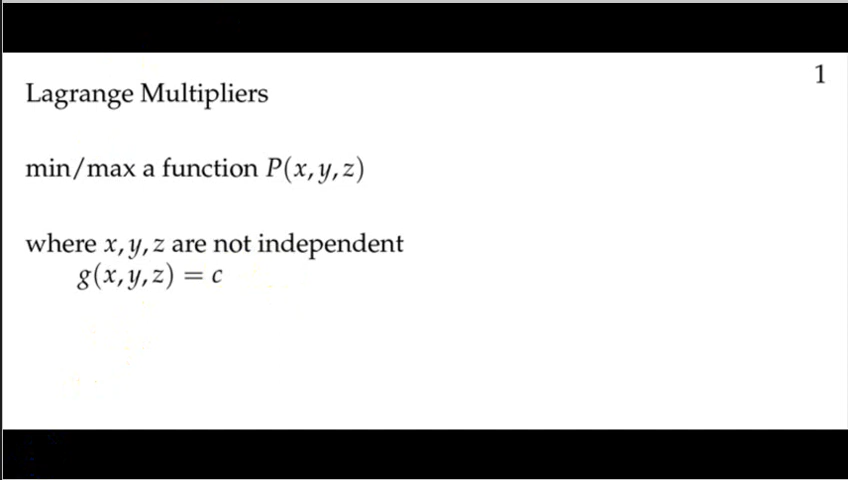 1
Lagrange Multipliers
min/max a function P(x, y, z)
where x, y, z are not independent
g(x, y, z) = c